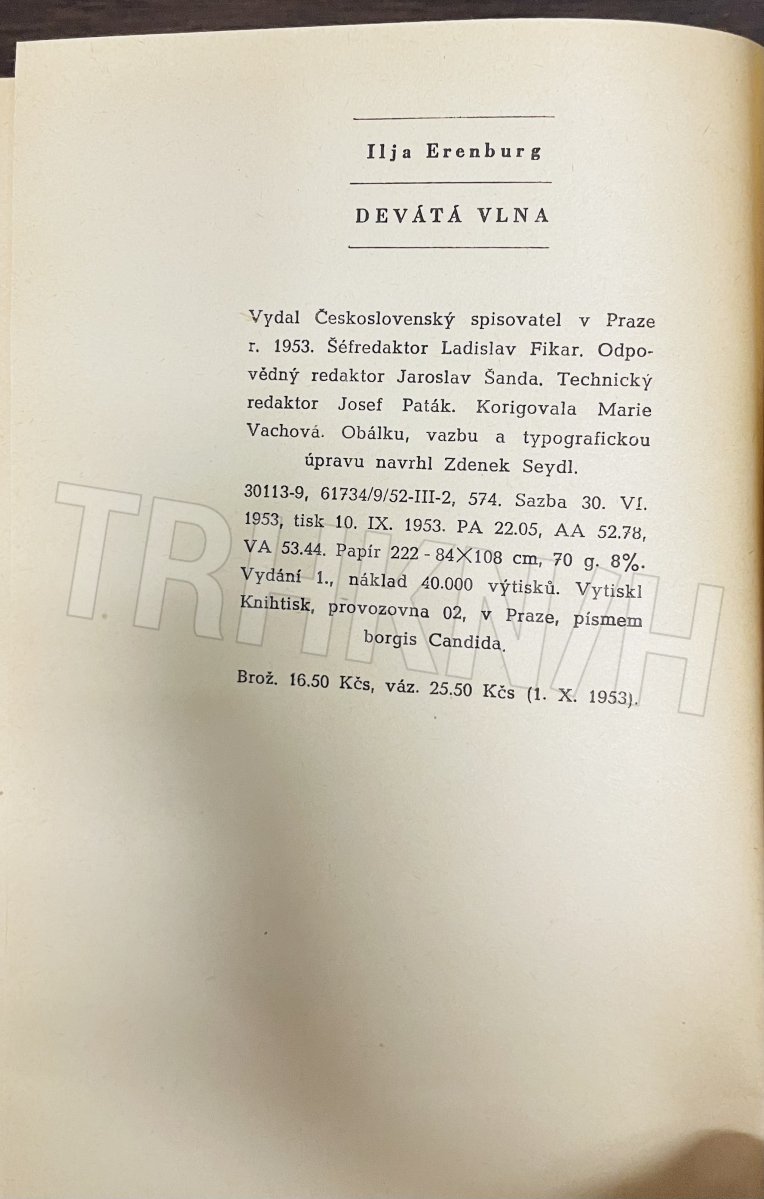 Ilja Erenburg
DEVÁTÁ VLNA
Vydal Československý spisovatel v Praze
r. 1953. Šéfredaktor Ladislav Fikar. Odpo-
vědný redaktor Jaroslav Šanda. Technický
redaktor Josef Paták. Korigovala Marie
Vachová. Obálku, vazbu a typografickou
úpravu navrhl Zdenek Seydl.
30113-9, 61734/9/52-III-2, 574. Sazba 30. VI.
1953, tisk 10. IX. 1953. PA 22.05, AA 52.78,
VA 53.44. Papír 222 - 84×108 cm, 70 g. 8%.
Vydání 1., náklad 40.000 výtisků. Vytiskl
Knihtisk, provozovna 02, v Praze, písmem
borgis Candida.
Brož. 16.50 Kčs, váz. 25.50 Kčs (1. X. 1953).
TRHKNIH